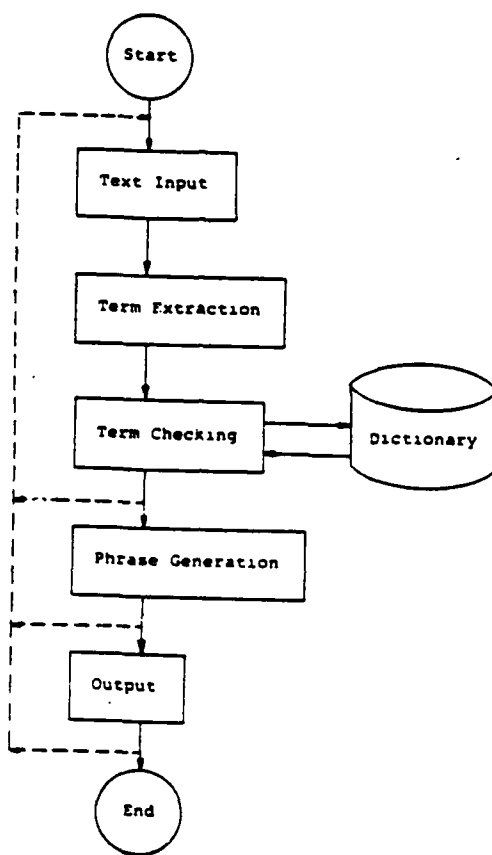 Start
Text Input
Term Extraction
Term Checking
Dictionary
Phrase Generation
Output
End